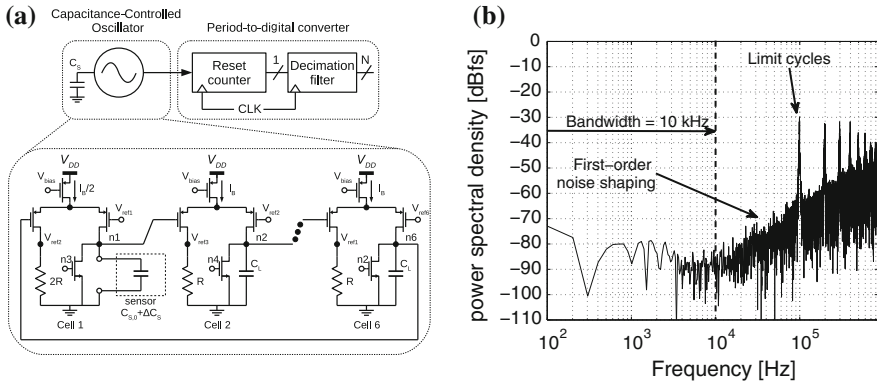 (a)
Capacitance-Controlled
Oscillator
Period-to-digital converter
C_S
Reset
counter
1
Decimation
filter
N
CLK
V_DD
V_bias
I_B/2
V_ref1
V_ref2
n1
n3
2R
sensor
C_S,0+ΔC_S
Cell 1
V_DD
V_bias
I_B
V_ref2
V_ref3
n2
n4
R
C_L
Cell 2
V_DD
V_bias
I_B
V_ref6
V_ref1
n6
n2
R
C_L
Cell 6
(b)
power spectral density [dBfs]
0
−10
−20
−30
−40
−50
−60
−70
−80
−90
−100
−110
Limit cycles
Bandwidth = 10 kHz
First−order
noise shaping
10^2
10^3
10^4
10^5
Frequency [Hz]